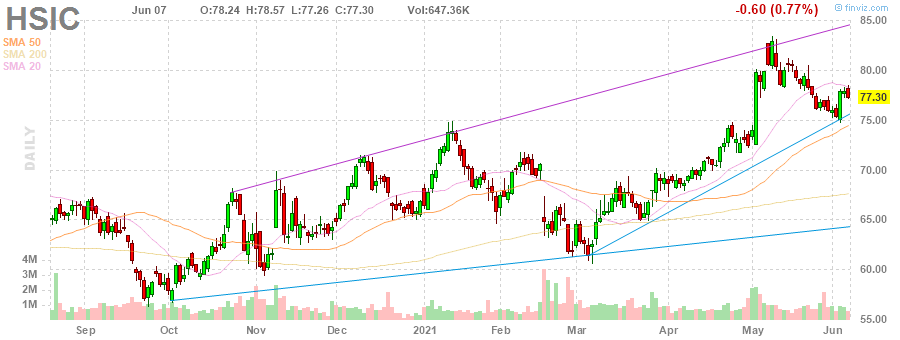 HSIC Jun 07 O:78.24 H:78.57 L:77.26 C:77.30 Vol:647.36K -0.60 (0.77%) © finviz.com
SMA 50
SMA 200
SMA 20
DAILY
85.00
80.00
77.30
75.00
70.00
65.00
60.00
55.00
4M
3M
2M
1M
Sep Oct Nov Dec 2021 Feb Mar Apr May Jun